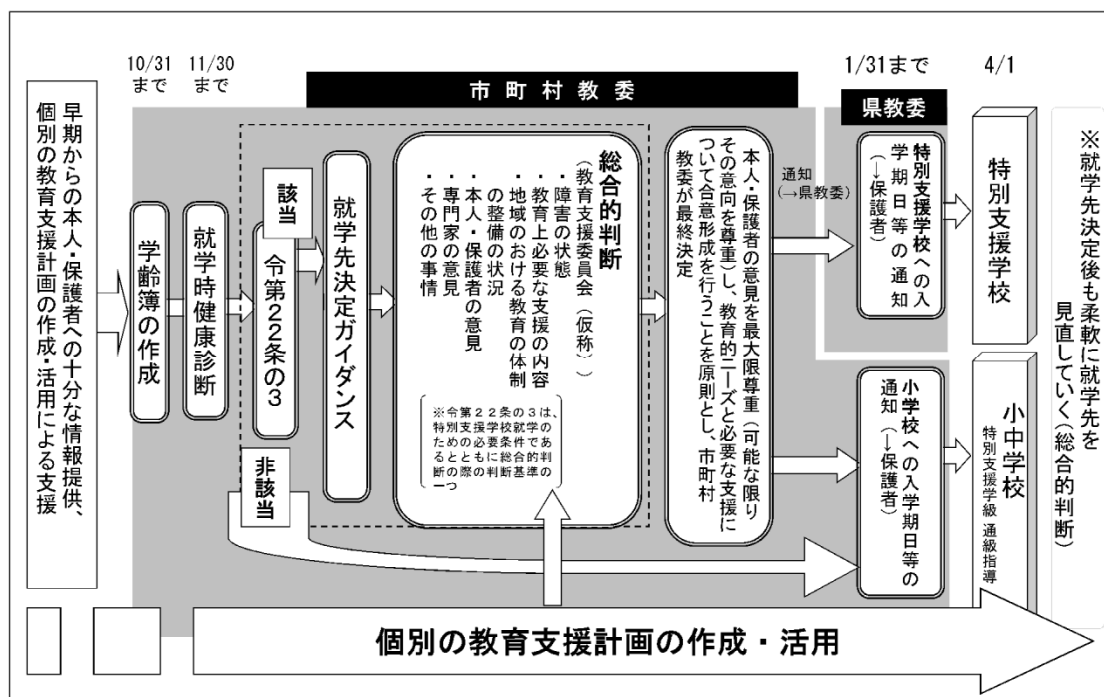 早期からの本人・保護者への十分な情報提供、
個別の教育支援計画の作成・活用による支援
10/31
まで
11/30
まで
学齢簿の作成
就学時健康診断
該当
令第22条の3
非該当
就学先決定ガイダンス
市町村教委
総合的判断
(教育支援委員会(仮称))
・障害の状態
・教育上必要な支援の内容
・地域のおける教育の体制
の整備の状況
・本人・保護者の意見
・専門家の意見
・その他の事情
※令第22条の3は、
特別支援学校就学の
ための必要条件であ
るとともに総合的判
断の際の判断基準の
一つ
本人・保護者の意見を最大限尊重(可能な限り
その意向を尊重)し、教育的ニーズと必要な支援に
ついて合意形成を行うことを原則とし、市町村
教委が最終決定
通知
(→県教委)
1/31まで
県教委
特別支援学校への入
学期日等の通知
(→保護者)
小学校への入学期日等の
通知(→保護者)
4/1
特別支援学校
小中学校
特別支援学級 通級指導
※就学先決定後も柔軟に就学先を
見直していく(総合的判断)
個別の教育支援計画の作成・活用